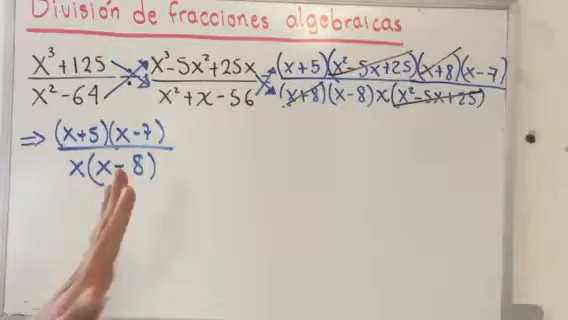 División de fracciones algebraicas
x³+125 / x²-64 ÷ x³-5x²+25x / x²+x-56 = (x+5)(x²-5x+25)(x+8)(x-7) / (x+8)(x-8)x(x²-5x+25)
⇒ (x+5)(x-7) / x(x-8)